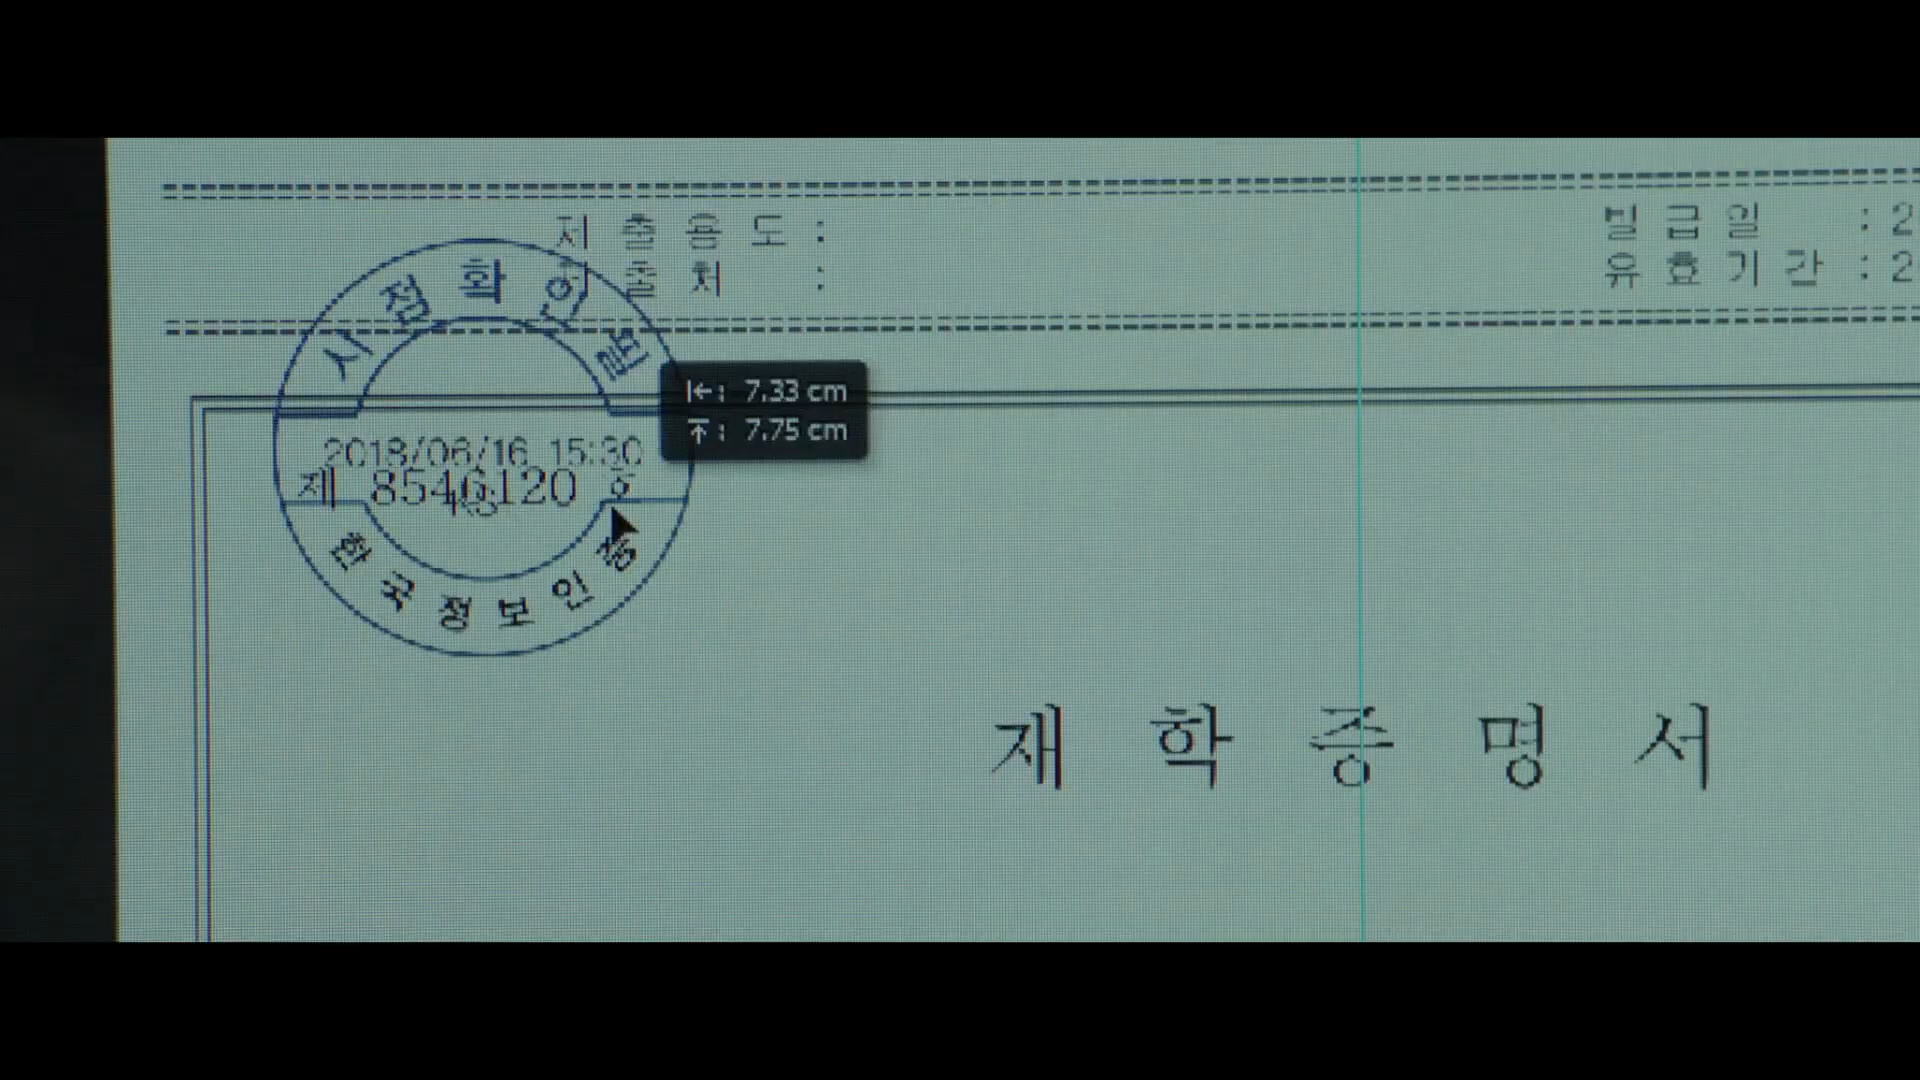 제 출 용 도 :
제 출 처 :
발 급 일 : 2
유 효 기 간 : 2
시 점 확 인 필
2018/06/16 15:30
제 8546120 호
한 국 정 보 인 증
⇤: 7.33 cm
⤒: 7.75 cm
재 학 증 명 서